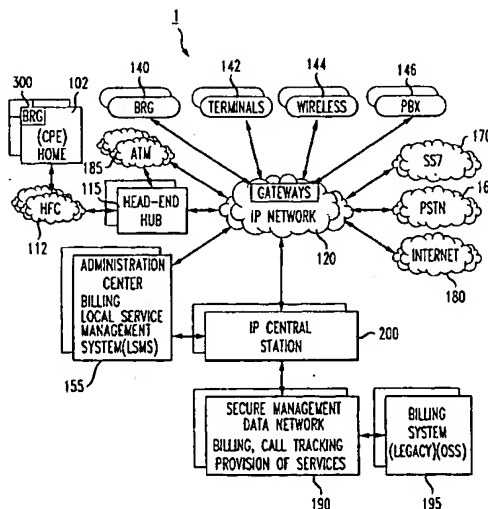 1
140
142
144
146
300
102
BRG
TERMINALS
WIRELESS
PBX
BRG
(CPE)
HOME
170
SS7
185
ATM
115
GATEWAYS
IP NETWORK
120
16
PSTN
HFC
112
HEAD-END
HUB
INTERNET
180
ADMINISTRATION
CENTER
BILLING
LOCAL SERVICE
MANAGEMENT
SYSTEM(LSMS)
155
IP CENTRAL
STATION
200
SECURE MANAGEMENT
DATA NETWORK
BILLING, CALL TRACKING
PROVISION OF SERVICES
190
BILLING
SYSTEM
(LEGACY)(OSS)
195